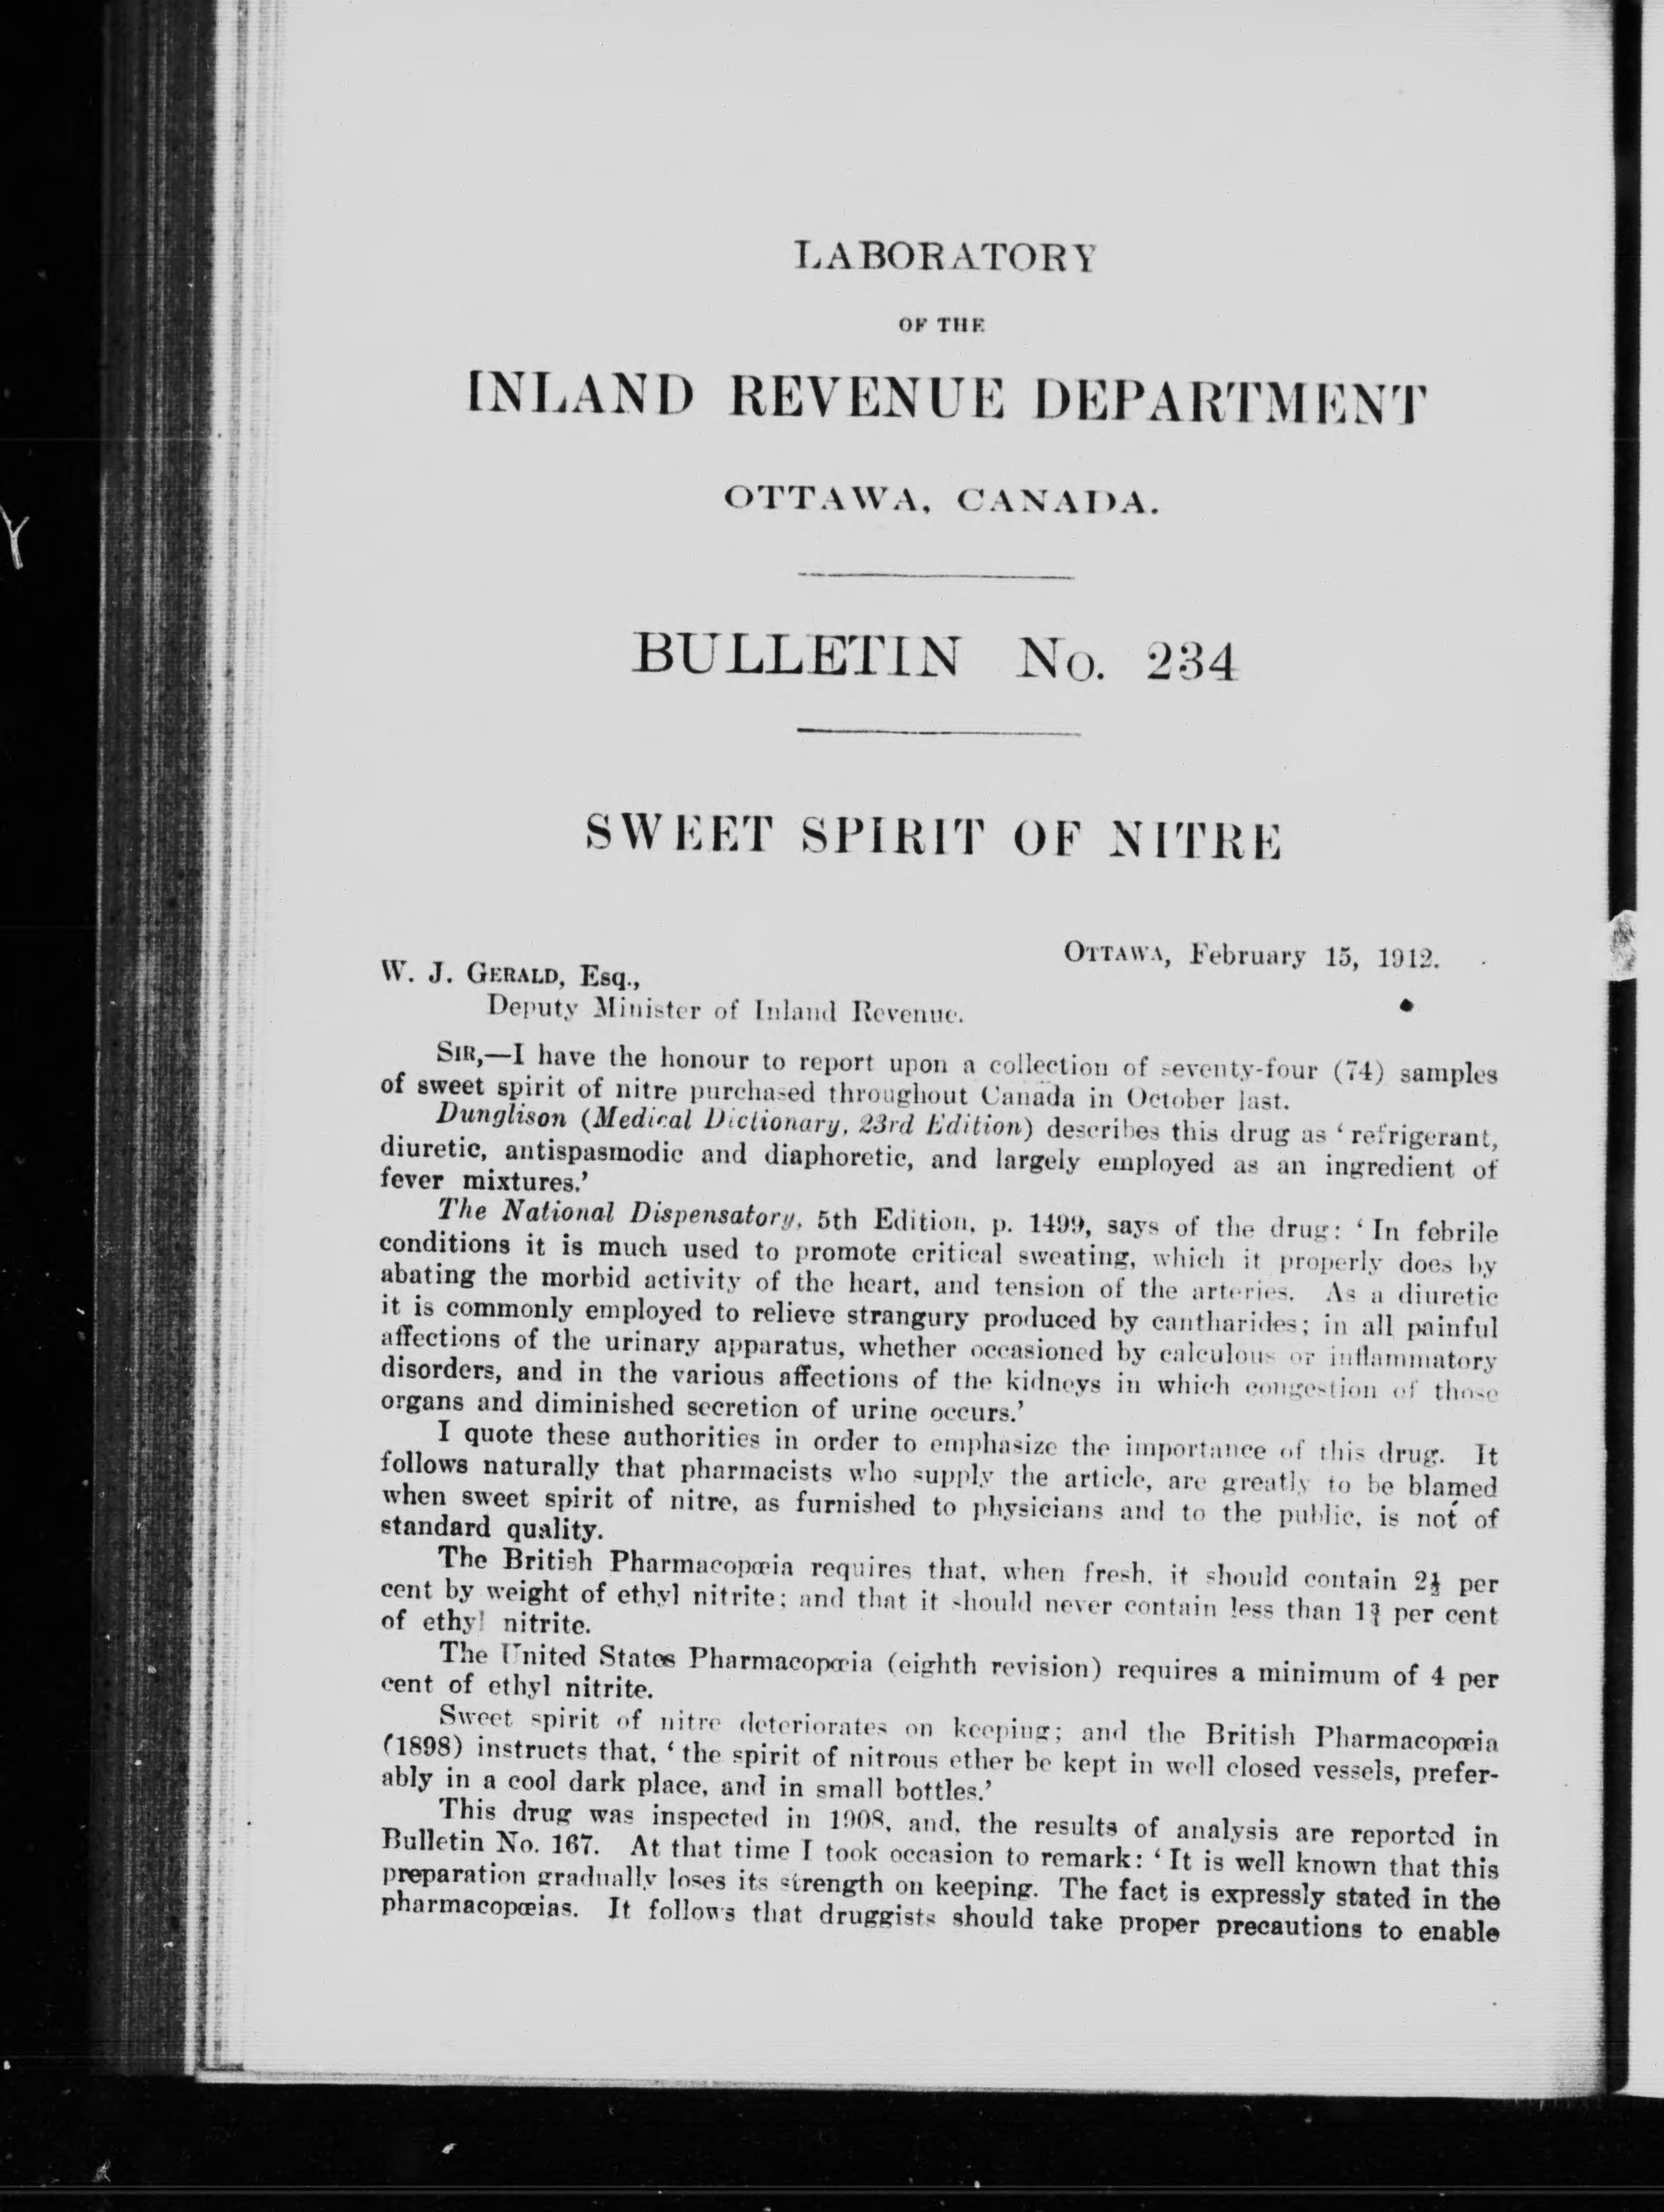 LABORATORY
OF THE
INLAND REVENUE DEPARTMENT
OTTAWA, CANADA.
BULLETIN No. 234
SWEET SPIRIT OF NITRE
OTTAWA, February 15, 1912.
W. J. GERALD, Esq.,
Deputy Minister of Inland Revenue.
SIR,—I have the honour to report upon a collection of seventy-four (74) samples
of sweet spirit of nitre purchased throughout Canada in October last.
Dunglison (Medical Dictionary, 23rd Edition) describes this drug as ‘refrigerant,
diuretic, antispasmodic and diaphoretic, and largely employed as an ingredient of
fever mixtures.’
The National Dispensatory, 5th Edition, p. 1499, says of the drug: ‘In febrile
conditions it is much used to promote critical sweating, which it properly does by
abating the morbid activity of the heart, and tension of the arteries. As a diuretic
it is commonly employed to relieve strangury produced by cantharides; in all painful
affections of the urinary apparatus, whether occasioned by calculous or inflammatory
disorders, and in the various affections of the kidneys in which congestion of those
organs and diminished secretion of urine occurs.’
I quote these authorities in order to emphasize the importance of this drug. It
follows naturally that pharmacists who supply the article, are greatly to be blamed
when sweet spirit of nitre, as furnished to physicians and to the public, is not of
standard quality.
The British Pharmacopœia requires that, when fresh, it should contain 2½ per
cent by weight of ethyl nitrite; and that it should never contain less than 1¾ per cent
of ethyl nitrite.
The United States Pharmacopœia (eighth revision) requires a minimum of 4 per
cent of ethyl nitrite.
Sweet spirit of nitre deteriorates on keeping; and the British Pharmacopœia
(1898) instructs that, ‘the spirit of nitrous ether be kept in well closed vessels, prefer-
ably in a cool dark place, and in small bottles.’
This drug was inspected in 1908, and, the results of analysis are reported in
Bulletin No. 167. At that time I took occasion to remark: ‘It is well known that this
preparation gradually loses its strength on keeping. The fact is expressly stated in the
pharmacopœias. It follows that druggists should take proper precautions to enable